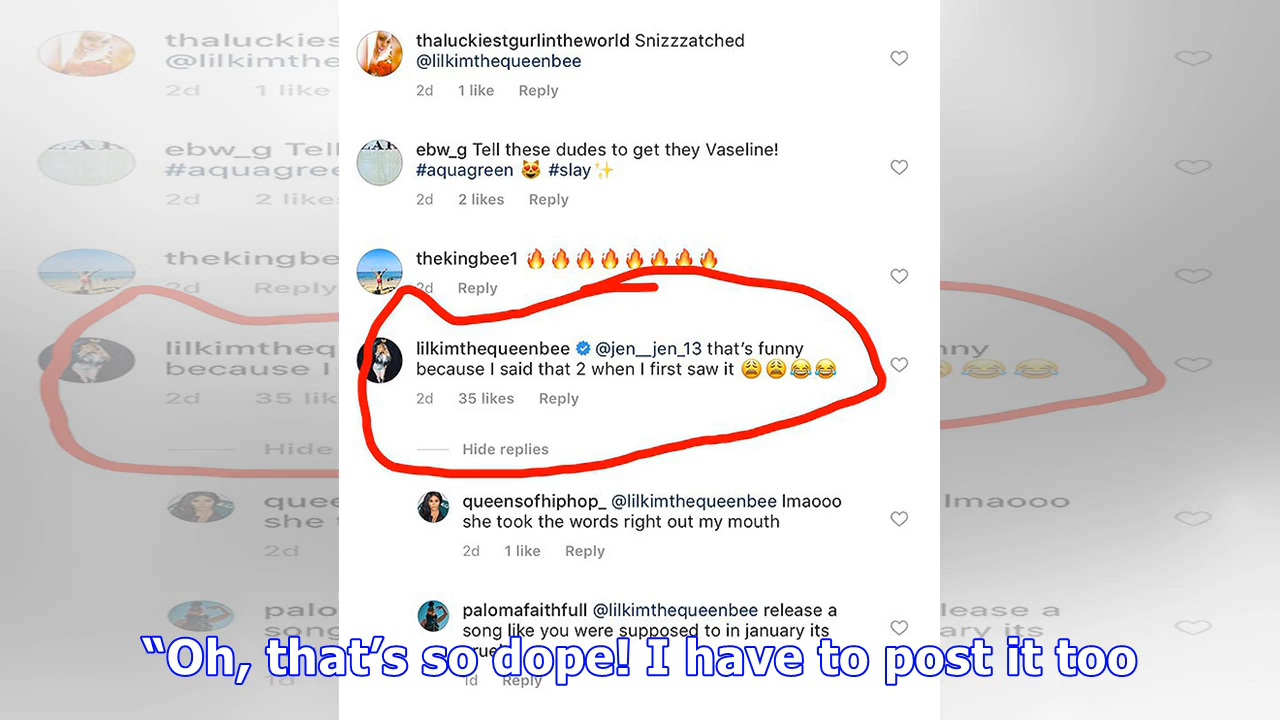 thaluckiestgurlintheworld Snizzzatched
@lilkimthequeenbee
2d 1 like Reply
ebw_g Tell these dudes to get they Vaseline!
#aquagreen 😻 #slay✨
2d 2 likes Reply
thekingbee1 🔥🔥🔥🔥🔥🔥🔥🔥
2d Reply
lilkimthequeenbee @jen__jen_13 that's funny
because I said that 2 when I first saw it 😩😩😂😂
2d 35 likes Reply
Hide replies
queensofhiphop_ @lilkimthequeenbee lmaooo
she took the words right out my mouth
2d 1 like Reply
palomafaithfull @lilkimthequeenbee release a
song like you were supposed to in january its
1d Reply
“Oh, that’s so dope! I have to post it too